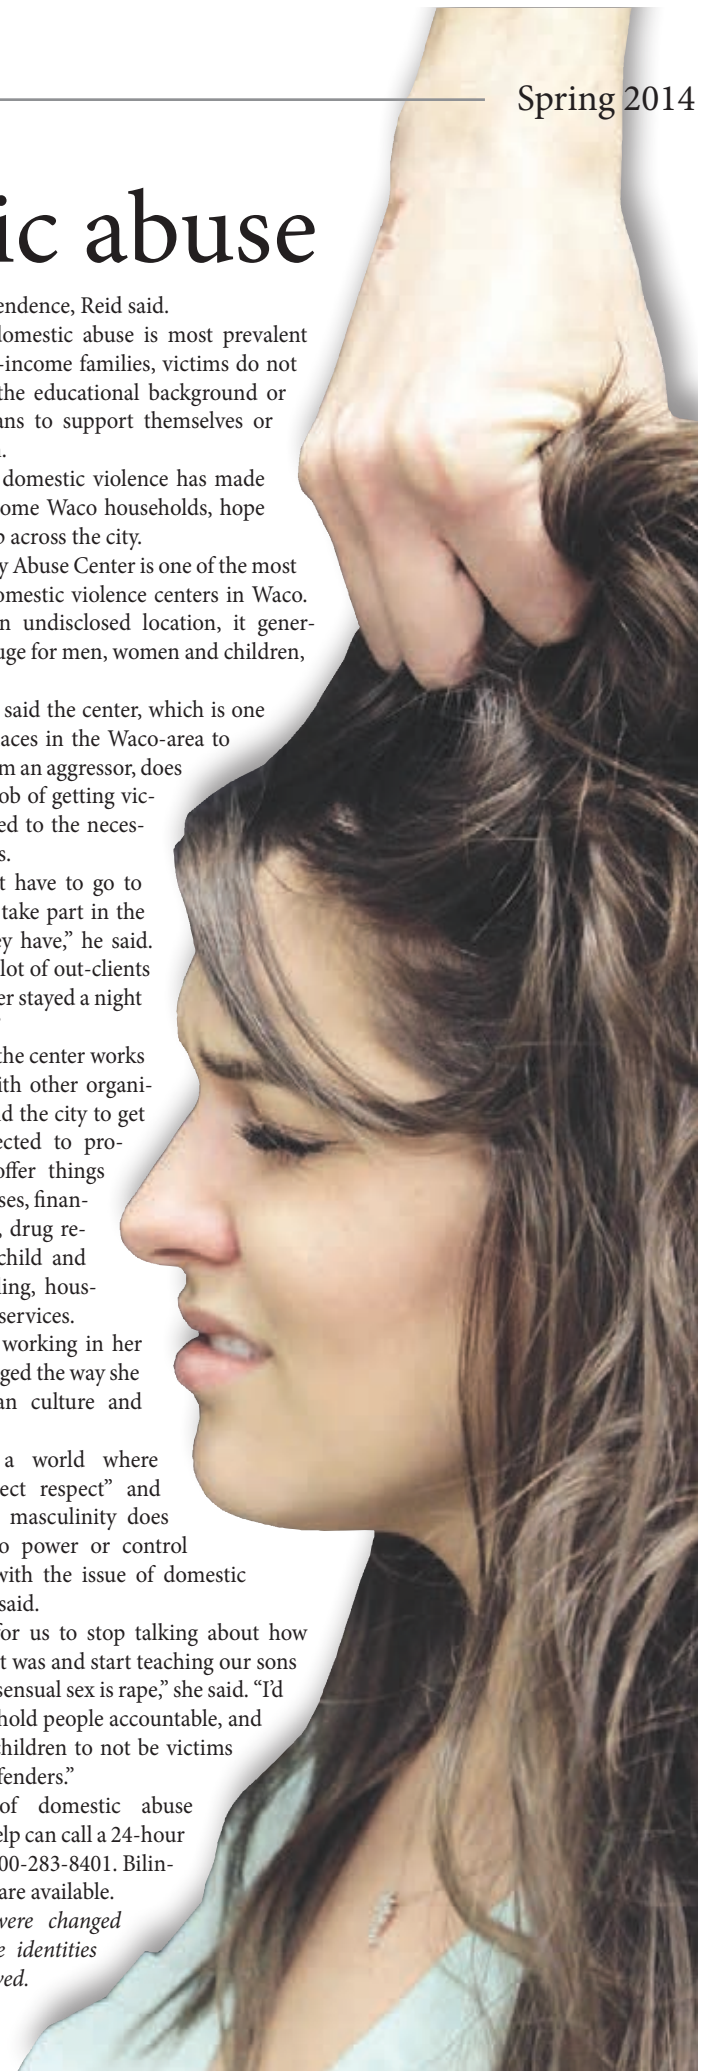 Spring 2014
ic abuse
endence, Reid said.
domestic abuse is most prevalent
-income families, victims do not
the educational background or
ans to support themselves or
.
domestic violence has made
ome Waco households, hope
across the city.
y Abuse Center is one of the most
omestic violence centers in Waco.
n undisclosed location, it gener-
uge for men, women and children,
said the center, which is one
aces in the Waco-area to
m an aggressor, does
ob of getting vic-
ed to the neces-
s.
t have to go to
take part in the
ey have,” he said.
lot of out-clients
er stayed a night
”
the center works
ith other organi-
d the city to get
ected to pro-
offer things
ses, finan-
, drug re-
child and
ling, hous-
services.
working in her
ged the way she
an culture and
a world where
ect respect” and
masculinity does
o power or control
with the issue of domestic
said.
for us to stop talking about how
t was and start teaching our sons
sensual sex is rape,” she said. “I’d
hold people accountable, and
children to not be victims
fenders.”
of domestic abuse
elp can call a 24-hour
00-283-8401. Bilin-
are available.
were changed
e identities
ved.